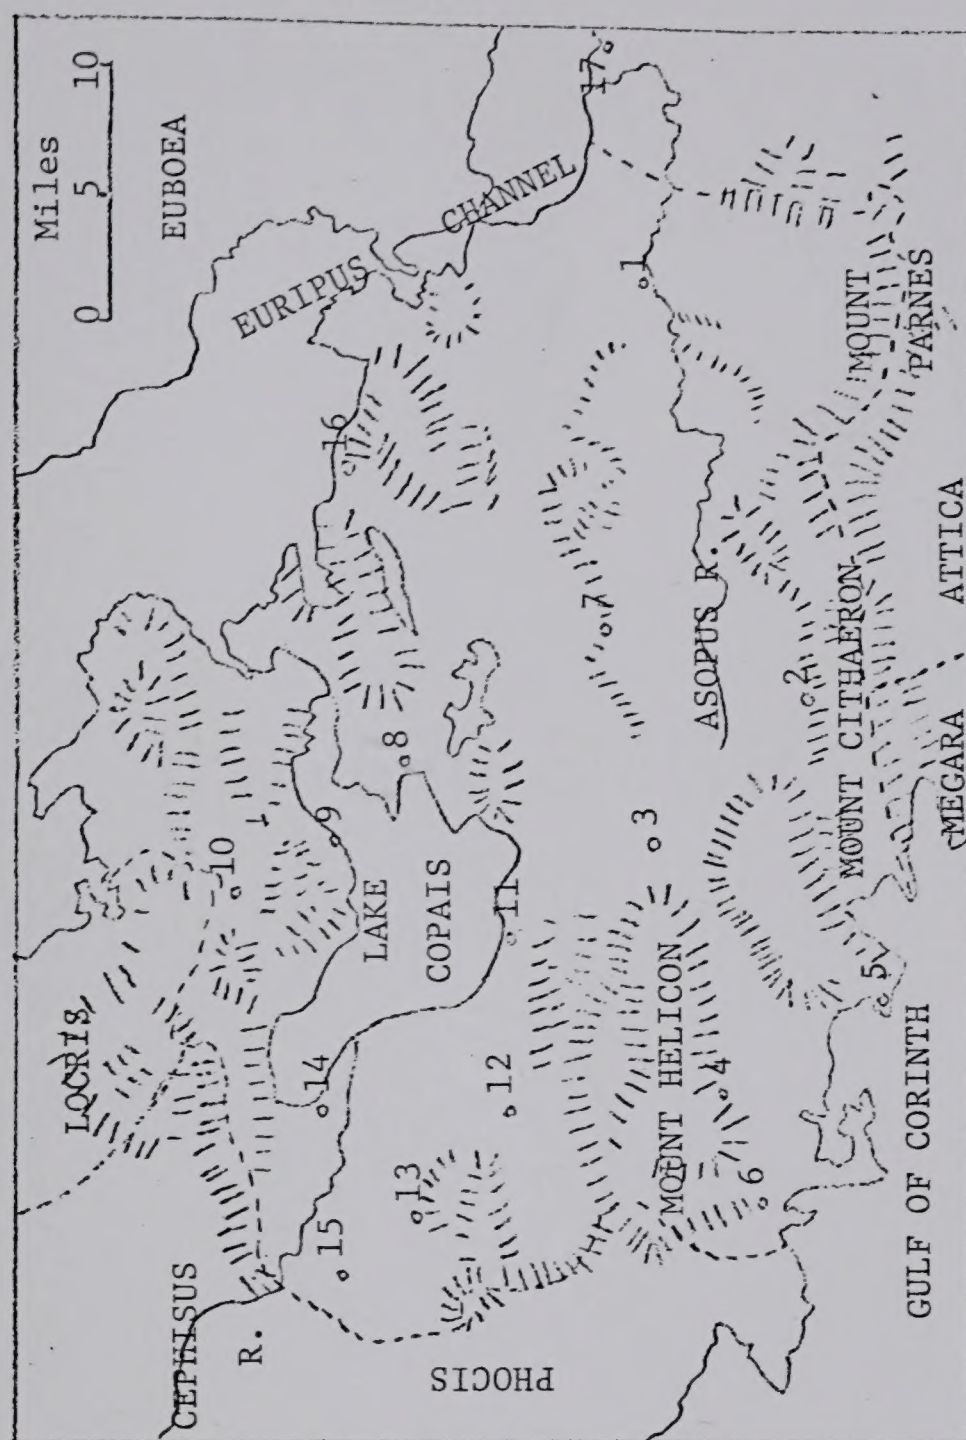 Miles
0 5 10
EUBOEA
LOCRIS
EURIPUS
CHANNEL
CEPHISUS
R.
PHOCIS
LAKE
COPAIS
MOUNT HELICON
ASOPUS R.
MOUNT CITHAERON
MOUNT
PARNES
MEGARA
ATTICA
GULF OF CORINTH
1
2
3
4
5
6
7
8
9
10
11
12
13
14
15
16
17